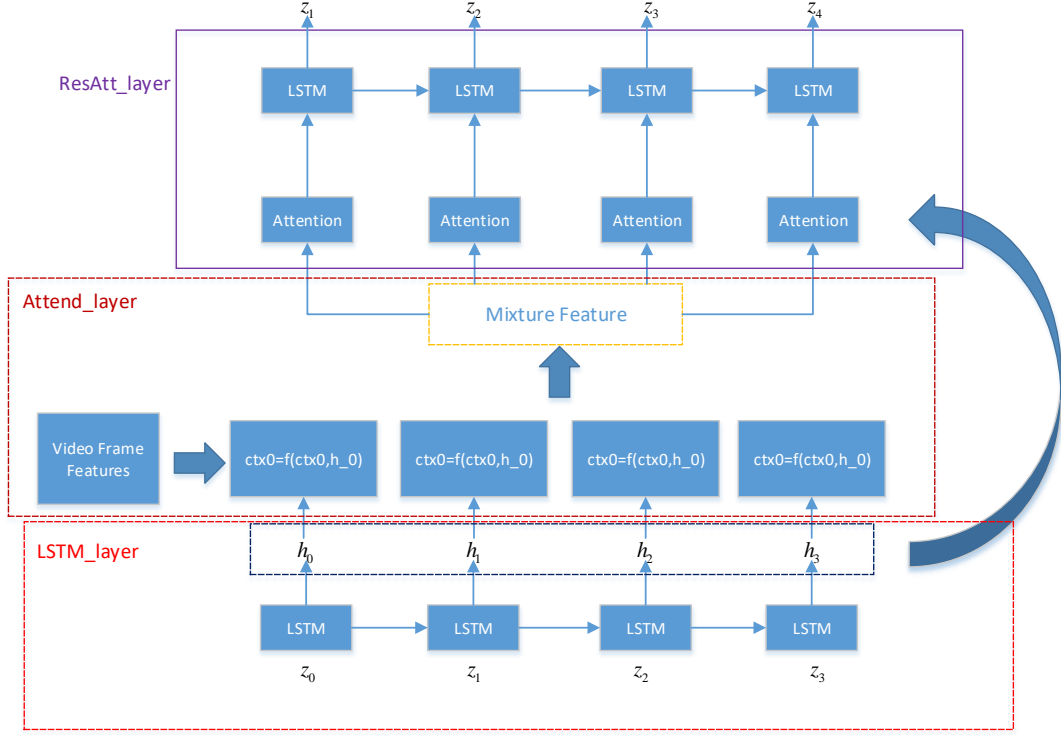 z₁ z₂ z₃ z₄
ResAtt_layer
LSTM LSTM LSTM LSTM
Attention Attention Attention Attention
Attend_layer
Mixture Feature
Video Frame
Features
ctx0=f(ctx0,h_0) ctx0=f(ctx0,h_0) ctx0=f(ctx0,h_0) ctx0=f(ctx0,h_0)
LSTM_layer
h₀ h₁ h₂ h₃
LSTM LSTM LSTM LSTM
z₀ z₁ z₂ z₃